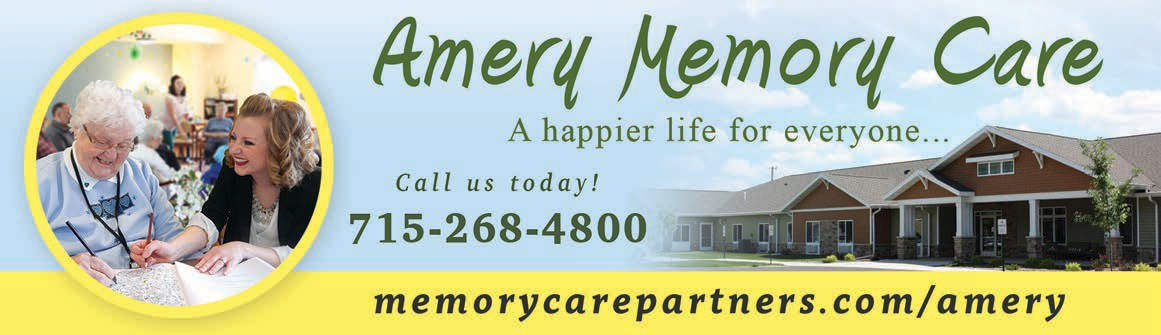 Amery Memory Care
A happier life for everyone...
Call us today!
715-268-4800
memorycarepartners.com/amery